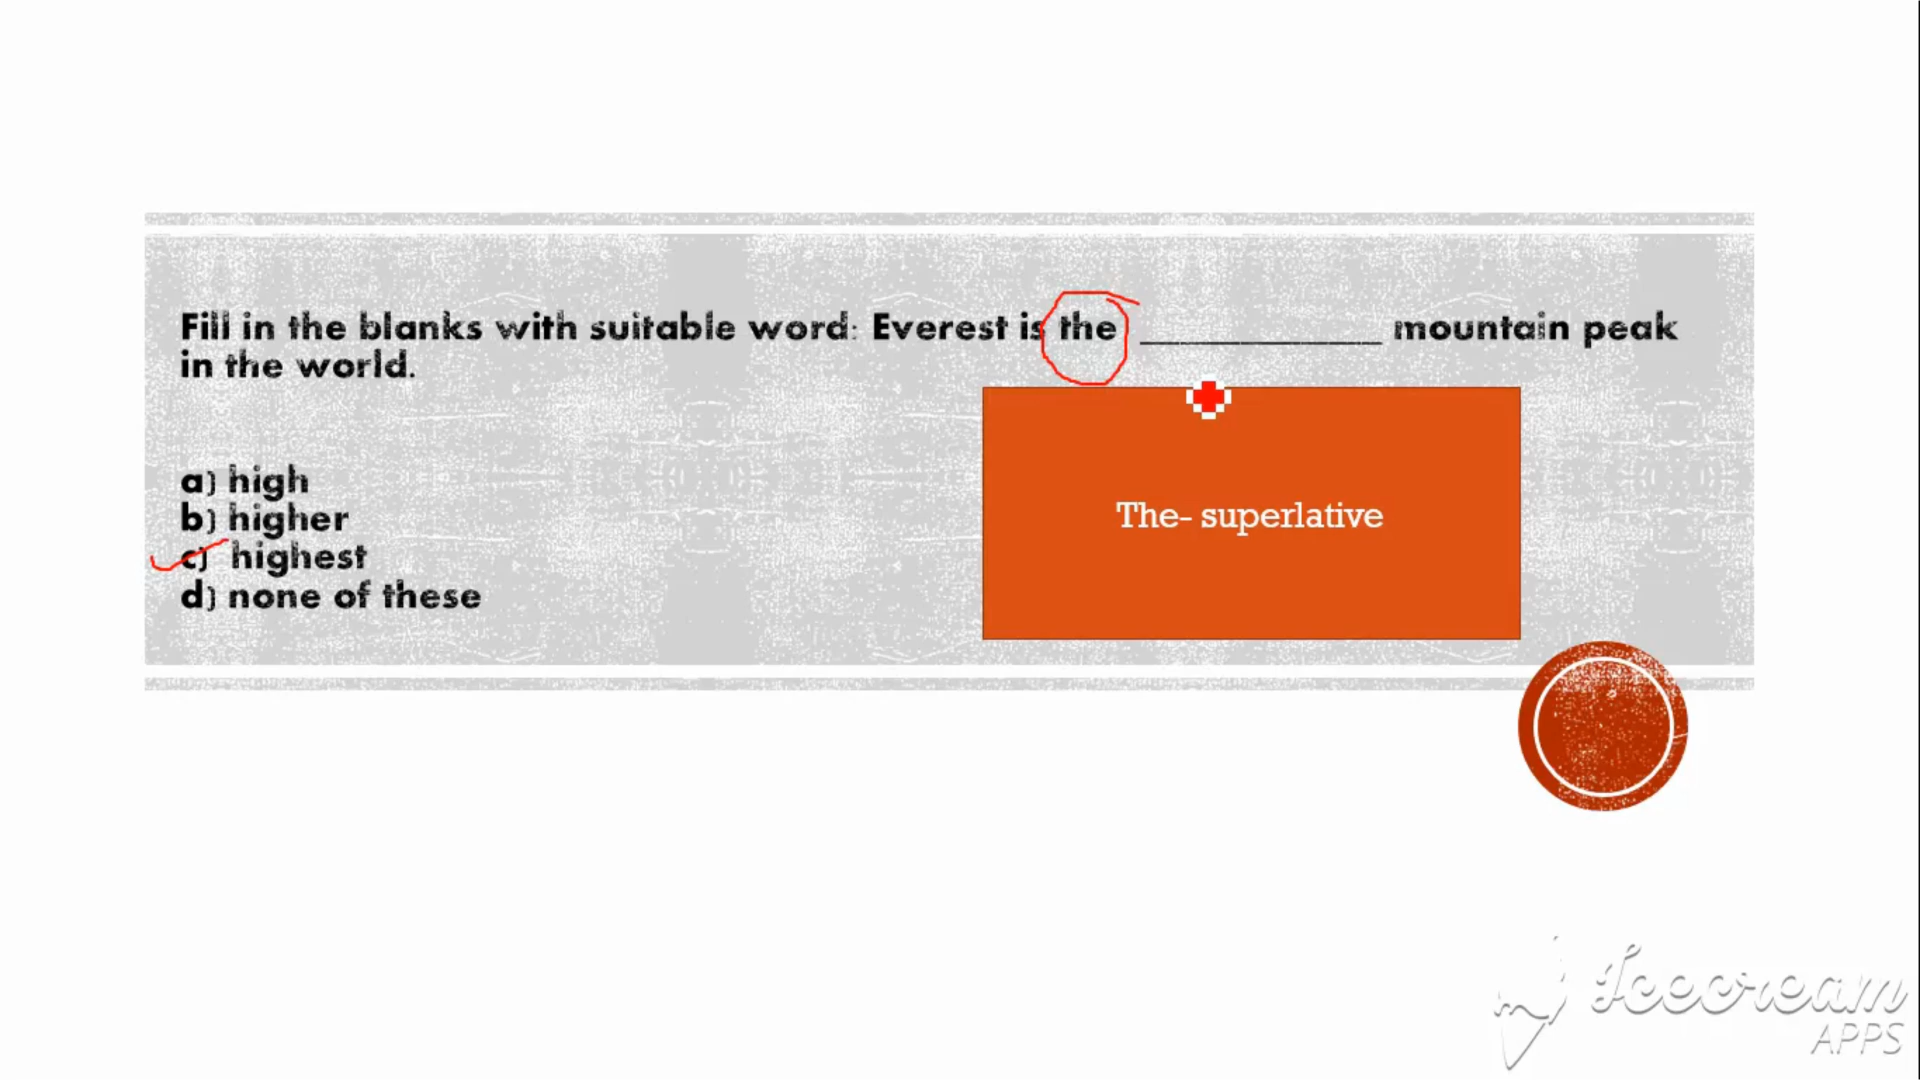 Fill in the blanks with suitable word: Everest is the ____________ mountain peak
in the world.
a) high
b) higher
c) highest
d) none of these
The- superlative
Icecream
APPS